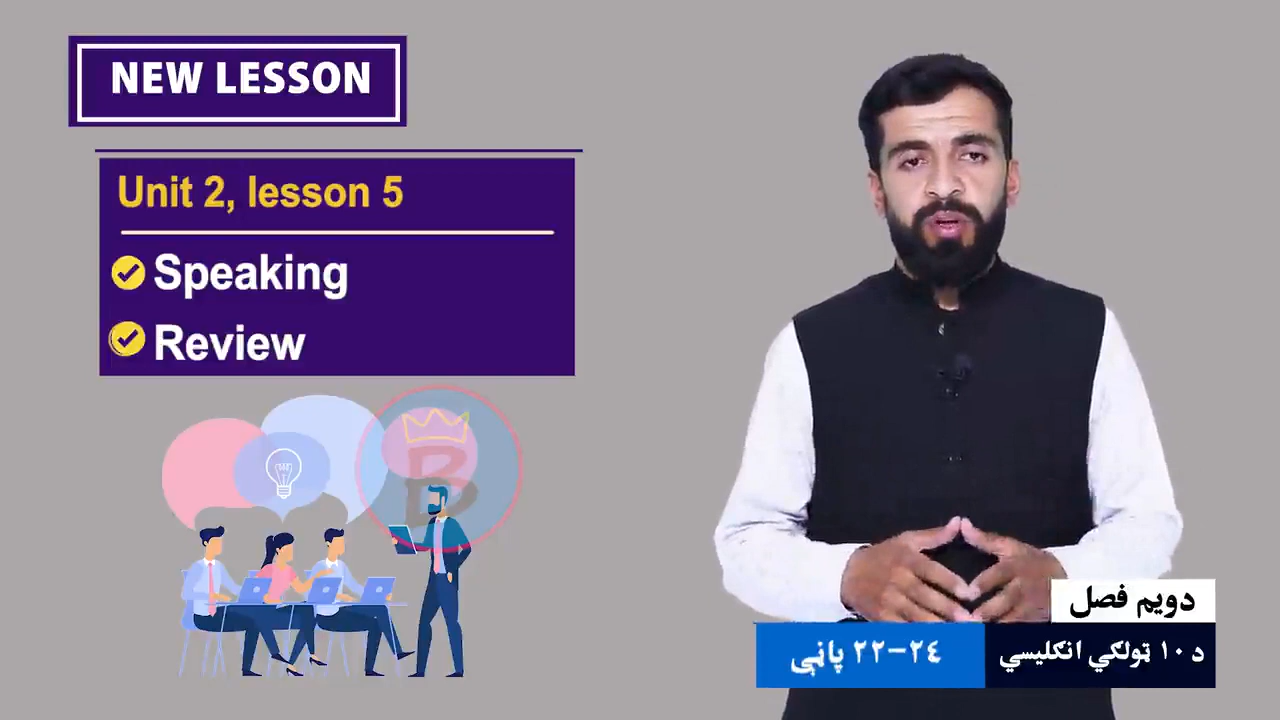 NEW LESSON
Unit 2, lesson 5
Speaking
Review
B
دویم فصل
د ۱۰ ټولګي انګلیسي
۲۲-۲۴ پاڼې